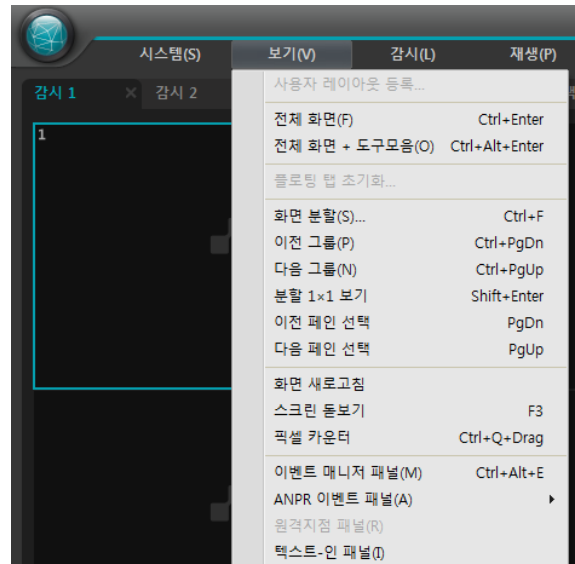 시스템(S) 보기(V) 감시(L) 재생(P)
감시 1 × 감시 2
사용자 레이아웃 등록...
1
전체 화면(F) Ctrl+Enter
전체 화면 + 도구모음(O) Ctrl+Alt+Enter
플로팅 탭 초기화...
화면 분할(S)... Ctrl+F
이전 그룹(P) Ctrl+PgDn
다음 그룹(N) Ctrl+PgUp
분할 1×1 보기 Shift+Enter
이전 페인 선택 PgDn
다음 페인 선택 PgUp
화면 새로고침
스크린 돋보기 F3
픽셀 카운터 Ctrl+Q+Drag
이벤트 매니저 패널(M) Ctrl+Alt+E
ANPR 이벤트 패널(A)
원격지점 패널(R)
텍스트-인 패널(I)